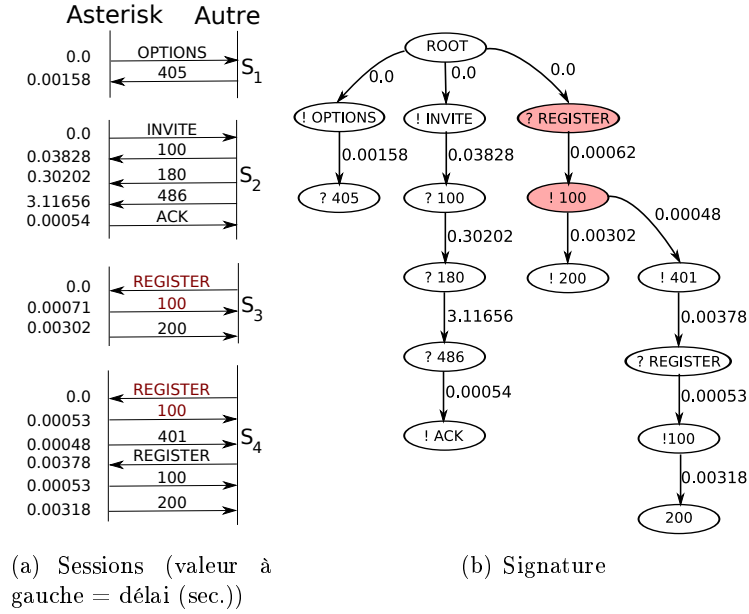 Asterisk Autre
0.0 OPTIONS
0.00158 405
S1
0.0 INVITE
0.03828 100
0.30202 180
3.11656 486
0.00054 ACK
S2
0.0 REGISTER
0.00071 100
0.00302 200
S3
0.0 REGISTER
0.00053 100
0.00048 401
0.00378 REGISTER
0.00053 100
0.00318 200
S4
(a) Sessions (valeur à
gauche = délai (sec.))
ROOT
0.0 0.0 0.0
! OPTIONS ! INVITE ? REGISTER
0.00158 0.03828 0.00062
? 405 ? 100 ! 100
0.30202 0.00302 0.00048
? 180 ! 200 ! 401
3.11656 0.00378
? 486 ? REGISTER
0.00054 0.00053
! ACK !100
0.00318
200
(b) Signature